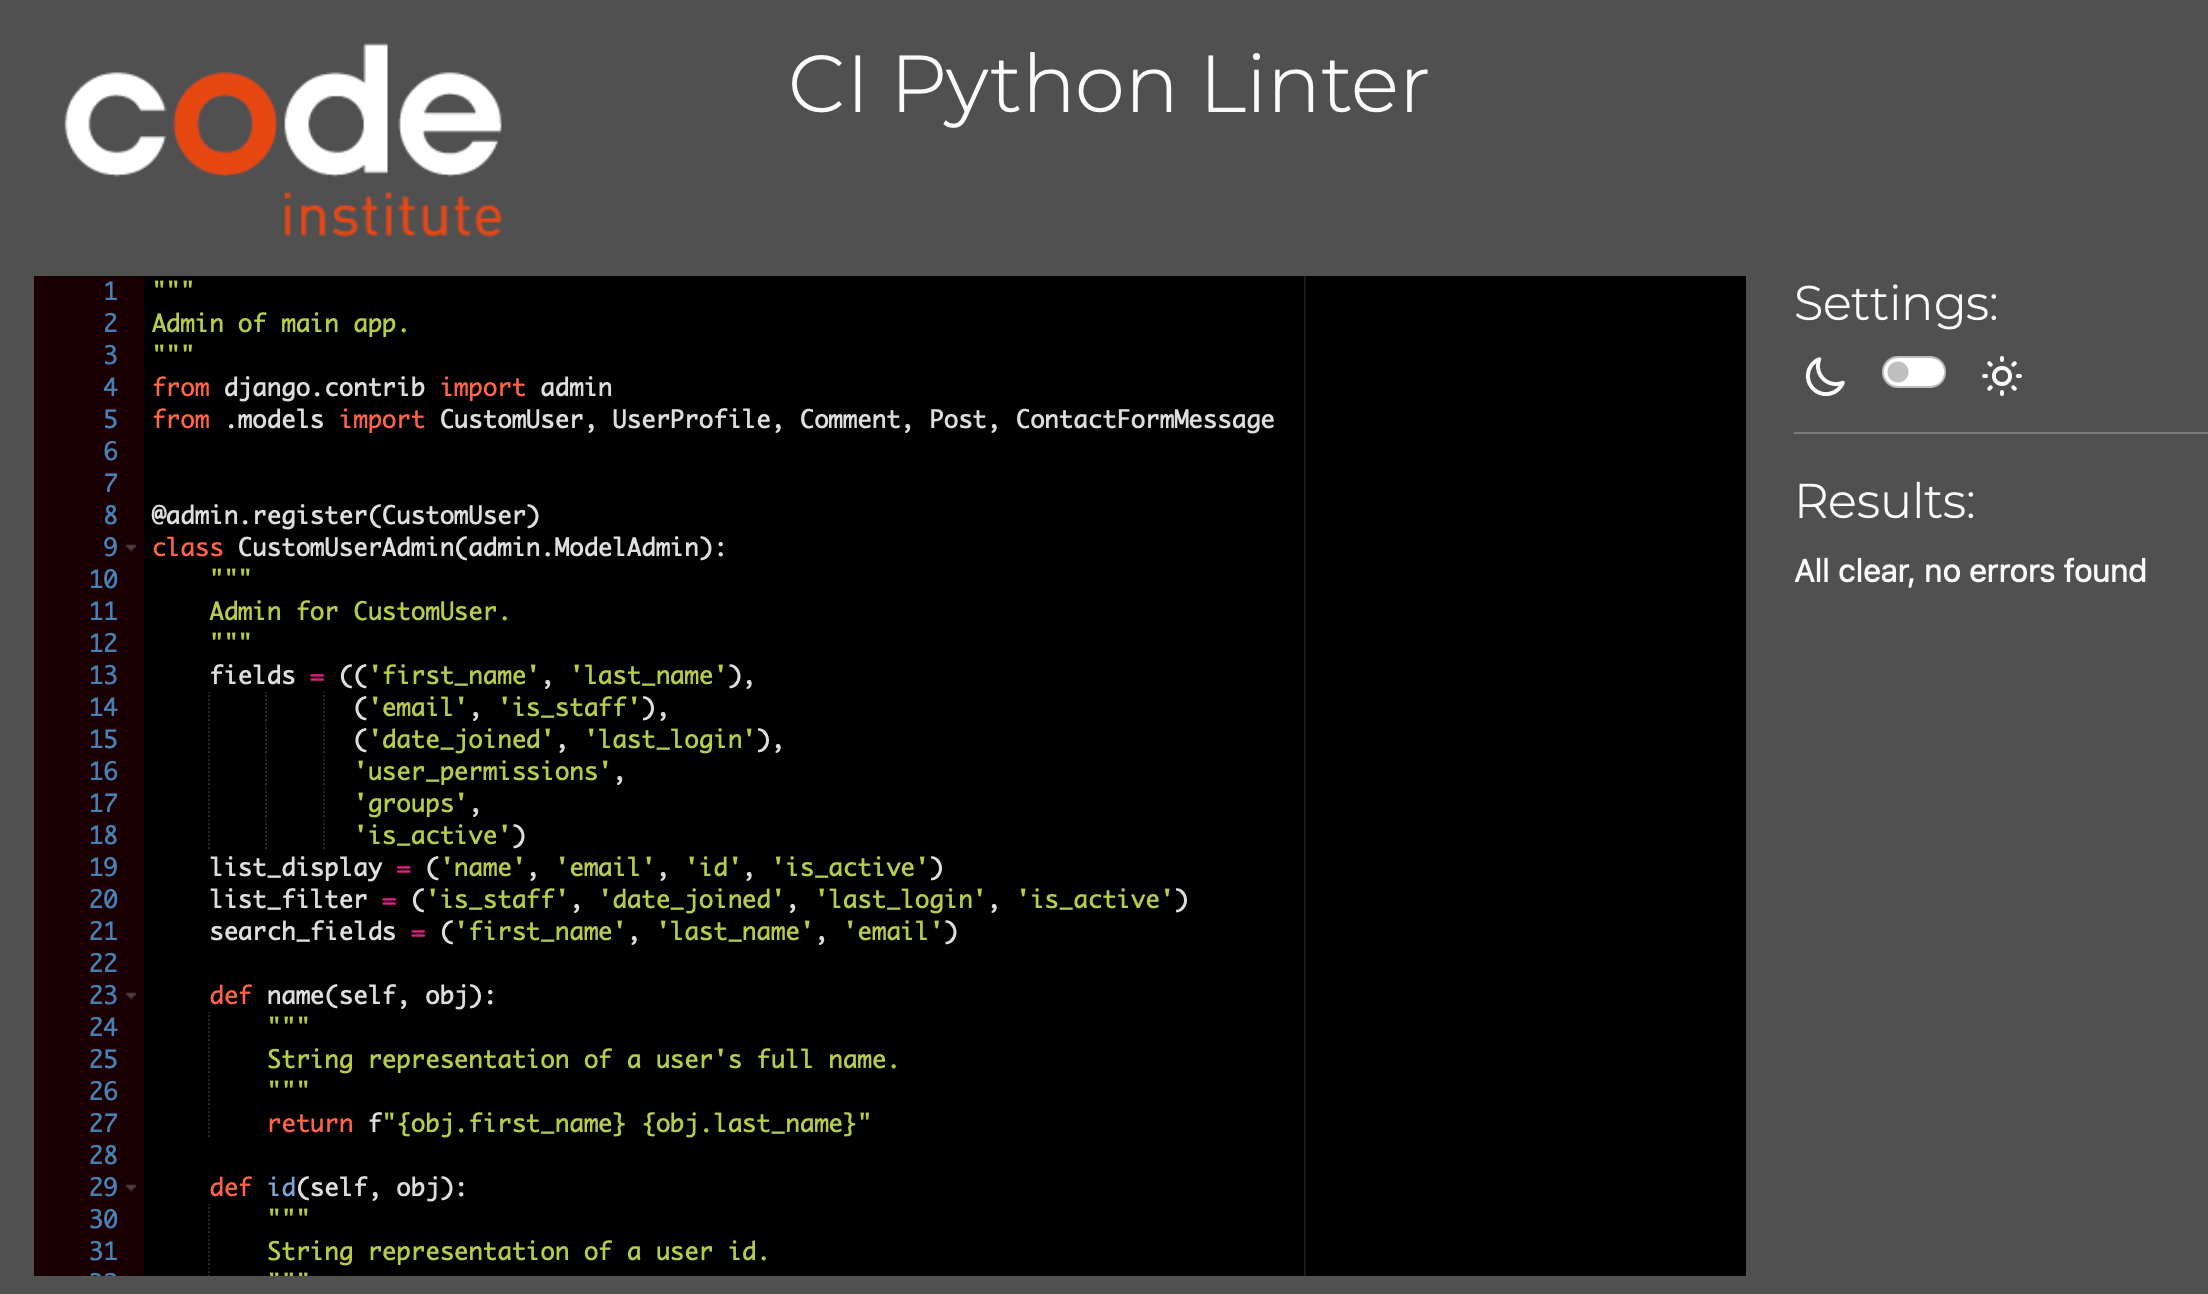 code
institute
CI Python Linter
1 """
2 Admin of main app.
3 """
4 from django.contrib import admin
5 from .models import CustomUser, UserProfile, Comment, Post, ContactFormMessage
6
7
8 @admin.register(CustomUser)
9 class CustomUserAdmin(admin.ModelAdmin):
10     """
11     Admin for CustomUser.
12     """
13     fields = (('first_name', 'last_name'),
14               ('email', 'is_staff'),
15               ('date_joined', 'last_login'),
16               'user_permissions',
17               'groups',
18               'is_active')
19     list_display = ('name', 'email', 'id', 'is_active')
20     list_filter = ('is_staff', 'date_joined', 'last_login', 'is_active')
21     search_fields = ('first_name', 'last_name', 'email')
22
23     def name(self, obj):
24         """
25         String representation of a user's full name.
26         """
27         return f"{obj.first_name} {obj.last_name}"
28
29     def id(self, obj):
30         """
31         String representation of a user id.
32         """
Settings:
Results:
All clear, no errors found